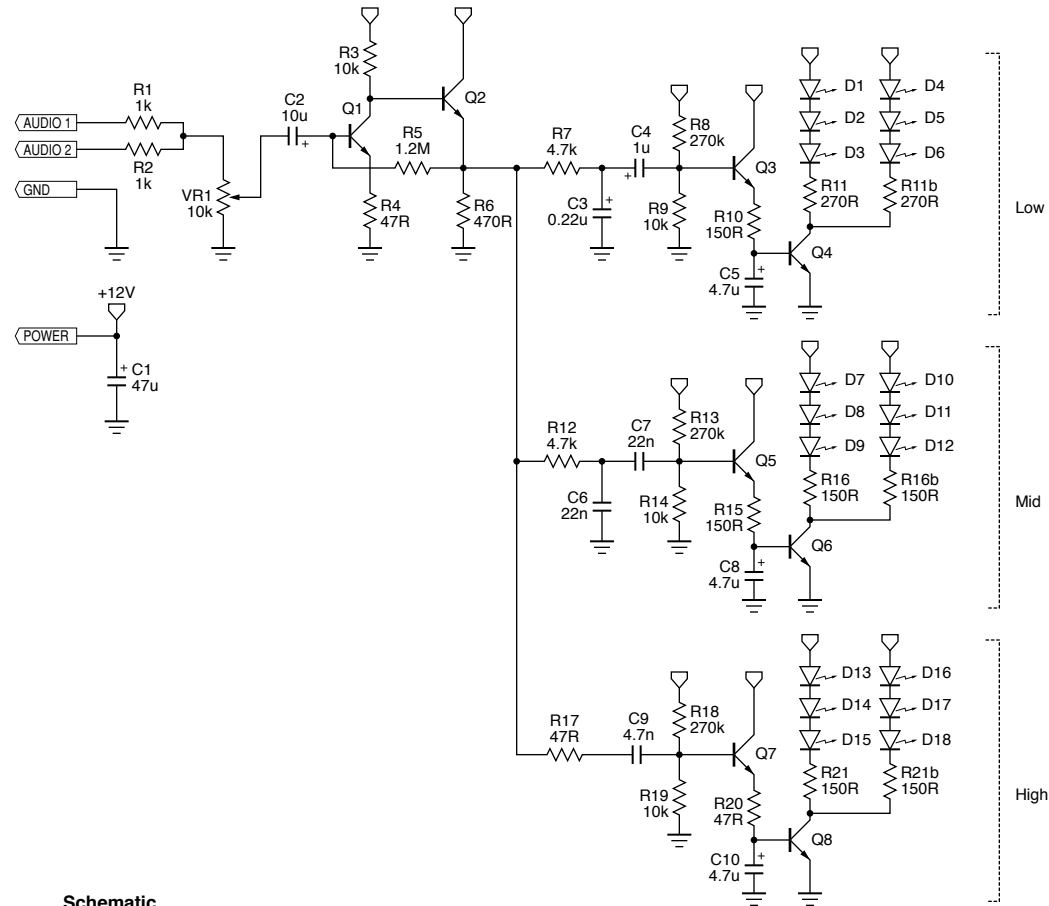 R3
10k
Q1
Q2
R1
1k
AUDIO 1
AUDIO 2
R2
1k
GND
VR1
10k
C2
10u
+
R5
1.2M
R4
47R
R6
470R
+12V
POWER
+
C1
47u
R7
4.7k
C4
1u
+
C3
0.22u
+
R8
270k
R9
10k
Q3
R10
150R
C5
4.7u
+
Q4
D1
D2
D3
R11
270R
D4
D5
D6
R11b
270R
Low
R12
4.7k
C7
22n
C6
22n
R13
270k
R14
10k
Q5
R15
150R
C8
4.7u
+
Q6
D7
D8
D9
R16
150R
D10
D11
D12
R16b
150R
Mid
R17
47R
C9
4.7n
R18
270k
R19
10k
Q7
R20
47R
C10
4.7u
+
Q8
D13
D14
D15
R21
150R
D16
D17
D18
R21b
150R
High
Schematic